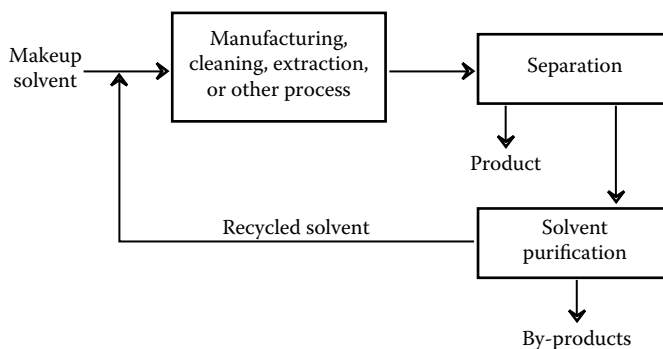 Makeup
solvent
Manufacturing,
cleaning, extraction,
or other process
Separation
Product
Recycled solvent
Solvent
purification
By-products